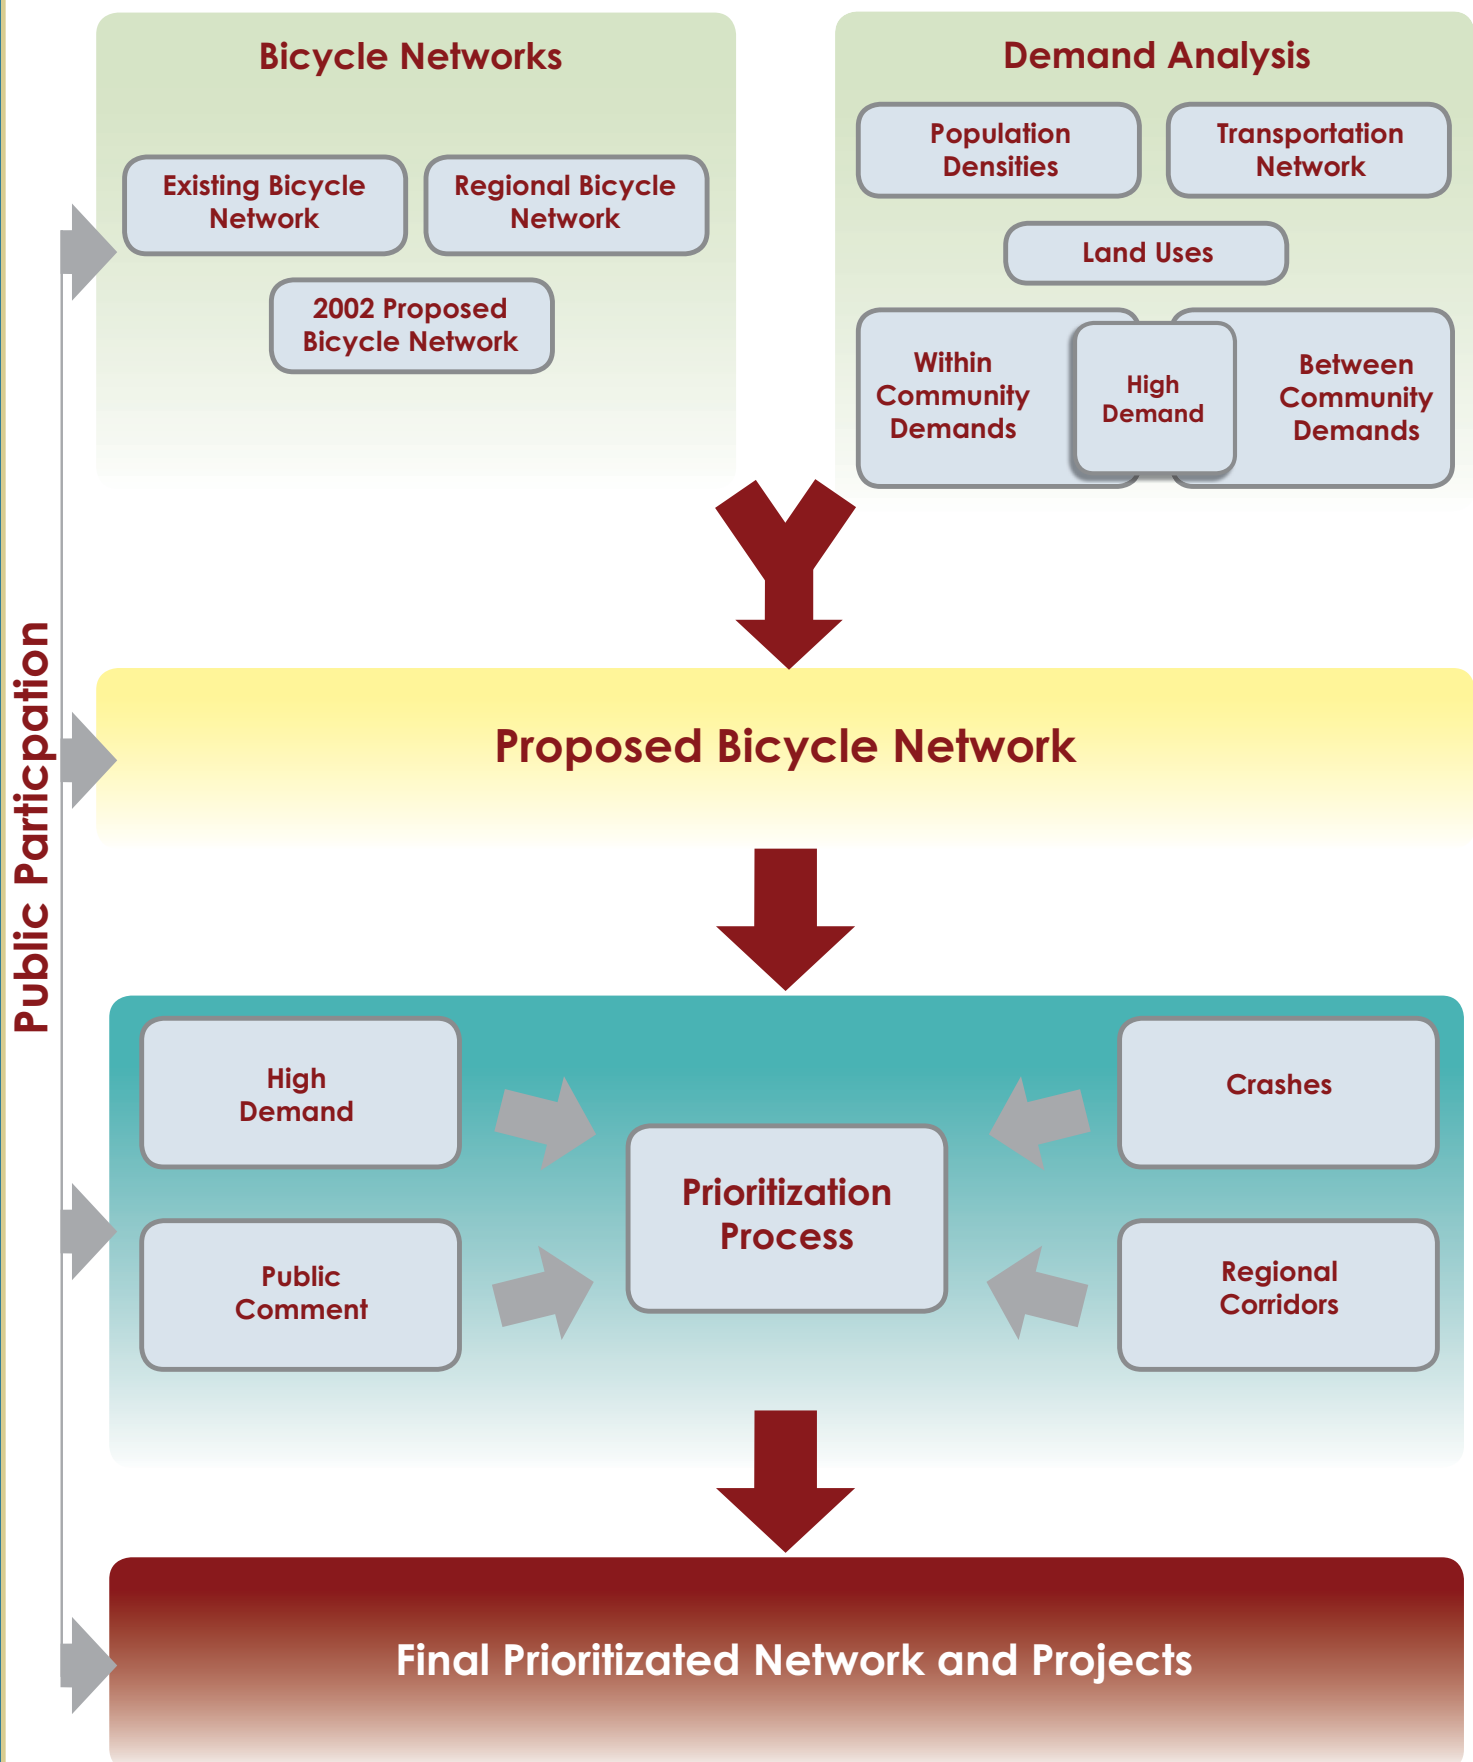 Public Particpation
Bicycle Networks
Existing Bicycle
Network
Regional Bicycle
Network
2002 Proposed
Bicycle Network
Demand Analysis
Population
Densities
Transportation
Network
Land Uses
Within
Community
Demands
High
Demand
Between
Community
Demands
Proposed Bicycle Network
High
Demand
Public
Comment
Prioritization
Process
Crashes
Regional
Corridors
Final Prioritizated Network and Projects